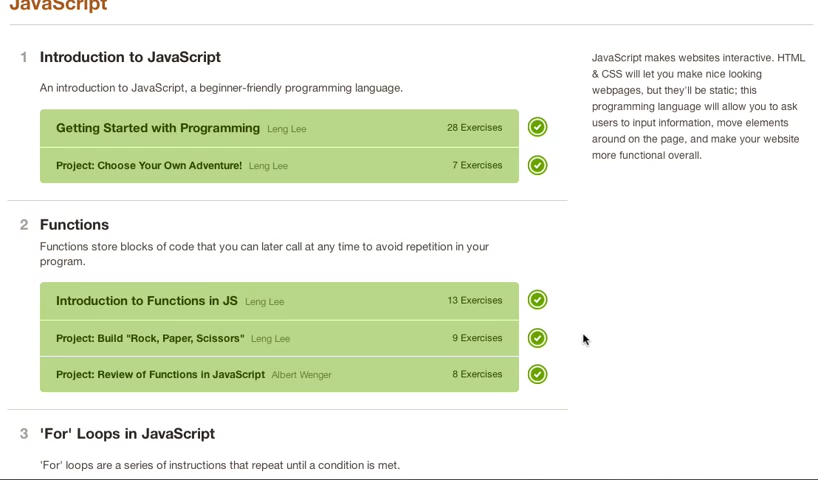 JavaScript
1 Introduction to JavaScript
An introduction to JavaScript, a beginner-friendly programming language.
Getting Started with Programming Leng Lee 28 Exercises
Project: Choose Your Own Adventure! Leng Lee 7 Exercises
2 Functions
Functions store blocks of code that you can later call at any time to avoid repetition in your
program.
Introduction to Functions in JS Leng Lee 13 Exercises
Project: Build "Rock, Paper, Scissors" Leng Lee 9 Exercises
Project: Review of Functions in JavaScript Albert Wenger 8 Exercises
3 'For' Loops in JavaScript
'For' loops are a series of instructions that repeat until a condition is met.
JavaScript makes websites interactive. HTML
& CSS will let you make nice looking
webpages, but they'll be static; this
programming language will allow you to ask
users to input information, move elements
around on the page, and make your website
more functional overall.